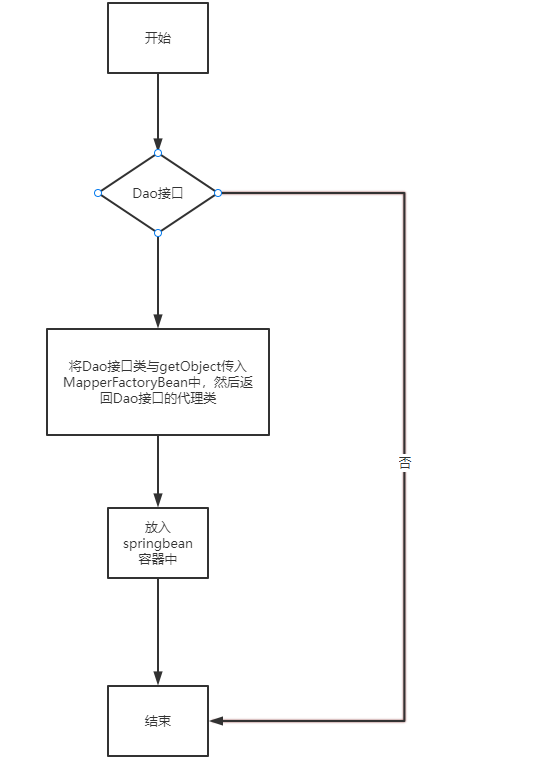 开始
Dao接口
将Dao接口类与getObject传入
MapperFactoryBean中，然后返
回Dao接口的代理类
否
放入
springbean
容器中
结束